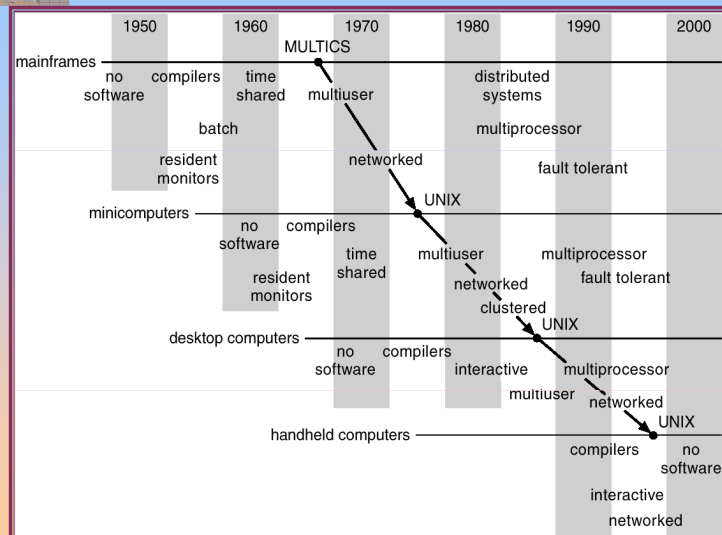 1950 1960 1970 1980 1990 2000
MULTICS
mainframes
no compilers time distributed
software shared multiuser systems
batch multiprocessor
resident networked fault tolerant
monitors
minicomputers UNIX
no compilers
software
time multiuser multiprocessor
shared
resident networked fault tolerant
monitors
clustered
desktop computers UNIX
no compilers
software interactive multiprocessor
multiuser networked
handheld computers UNIX
compilers no
software
interactive
networked